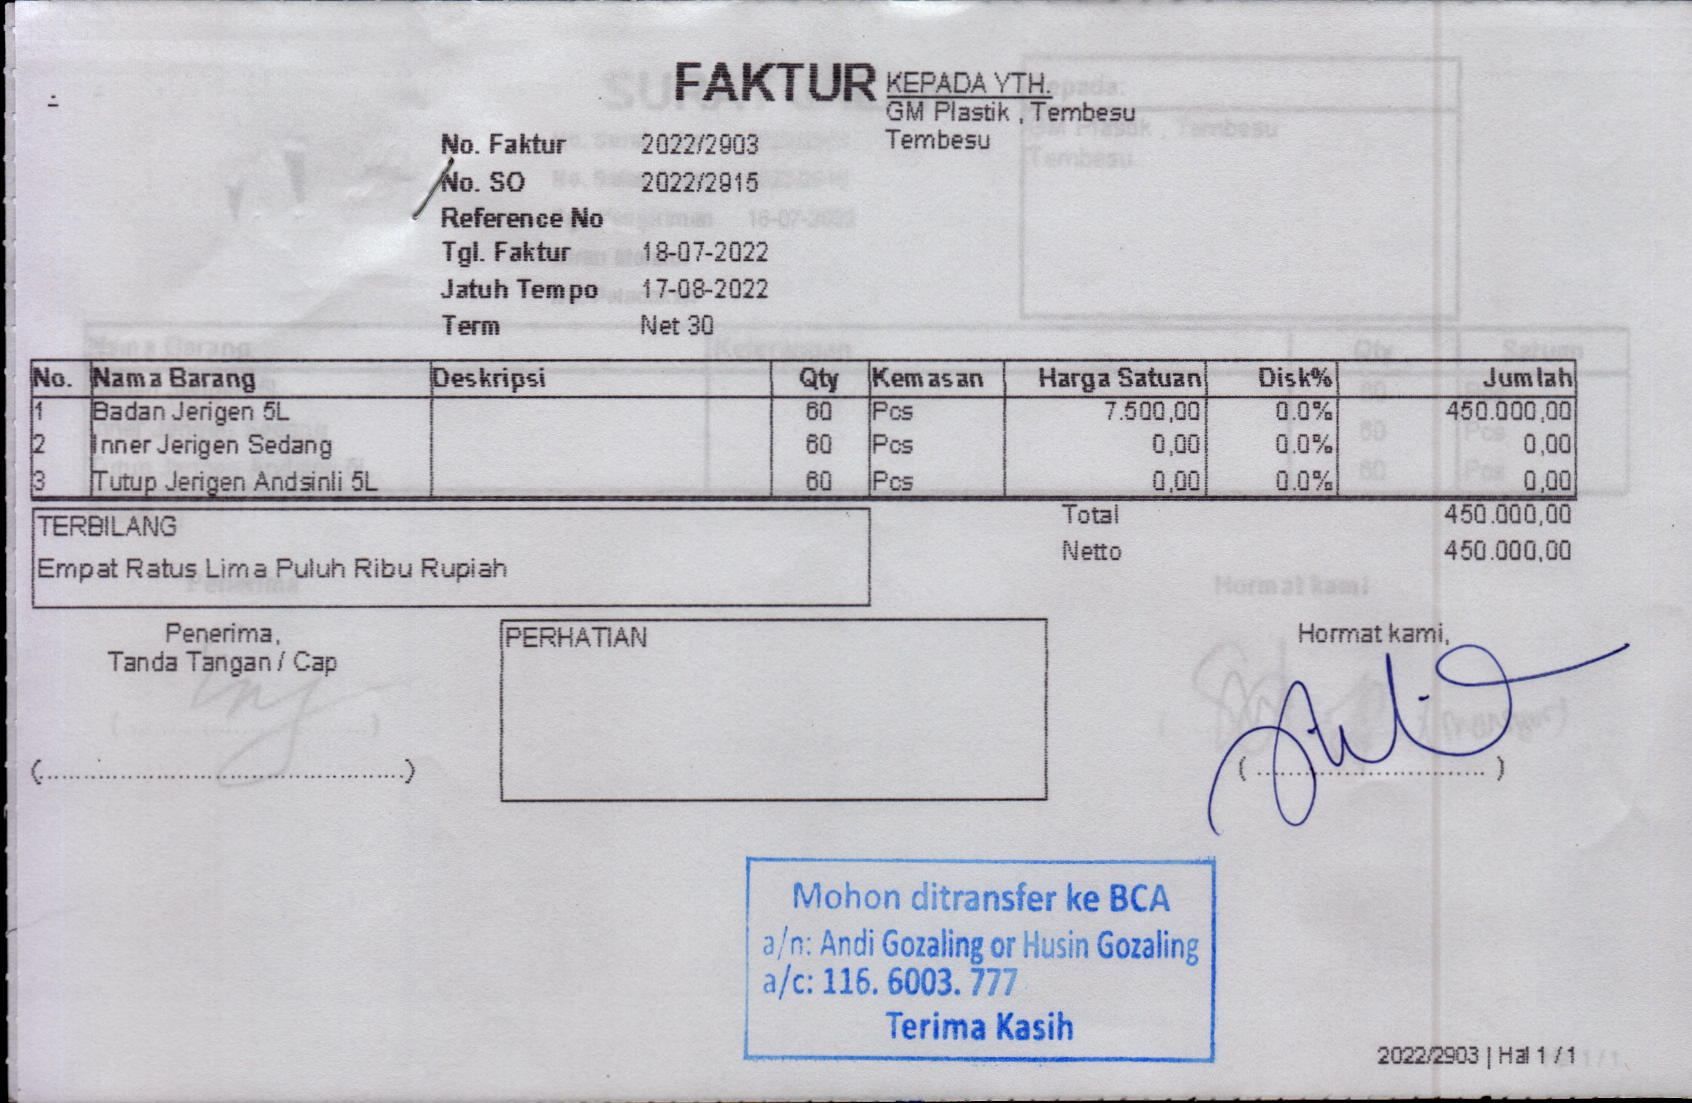 FAKTUR
KEPADA YTH.
GM Plastik , Tembesu
Tembesu
No. Faktur 2022/2903
No. SO 2022/2915
Reference No
Tgl. Faktur 18-07-2022
Jatuh Tempo 17-08-2022
Term Net 30
No. Nama Barang Deskripsi Qty Kemasan Harga Satuan Disk% Jumlah
1 Badan Jerigen 5L 60 Pcs 7.500,00 0.0% 450.000,00
2 Inner Jerigen Sedang 60 Pcs 0,00 0.0% 0,00
3 Tutup Jerigen Andsinli 5L 60 Pcs 0,00 0.0% 0,00
Total 450.000,00
Netto 450.000,00
TERBILANG
Empat Ratus Lima Puluh Ribu Rupiah
Penerima,
Tanda Tangan / Cap
PERHATIAN
Hormat kami,
Mohon ditransfer ke BCA
a/n: Andi Gozaling or Husin Gozaling
a/c: 116. 6003. 777
Terima Kasih
2022/2903 | Hal 1 / 1